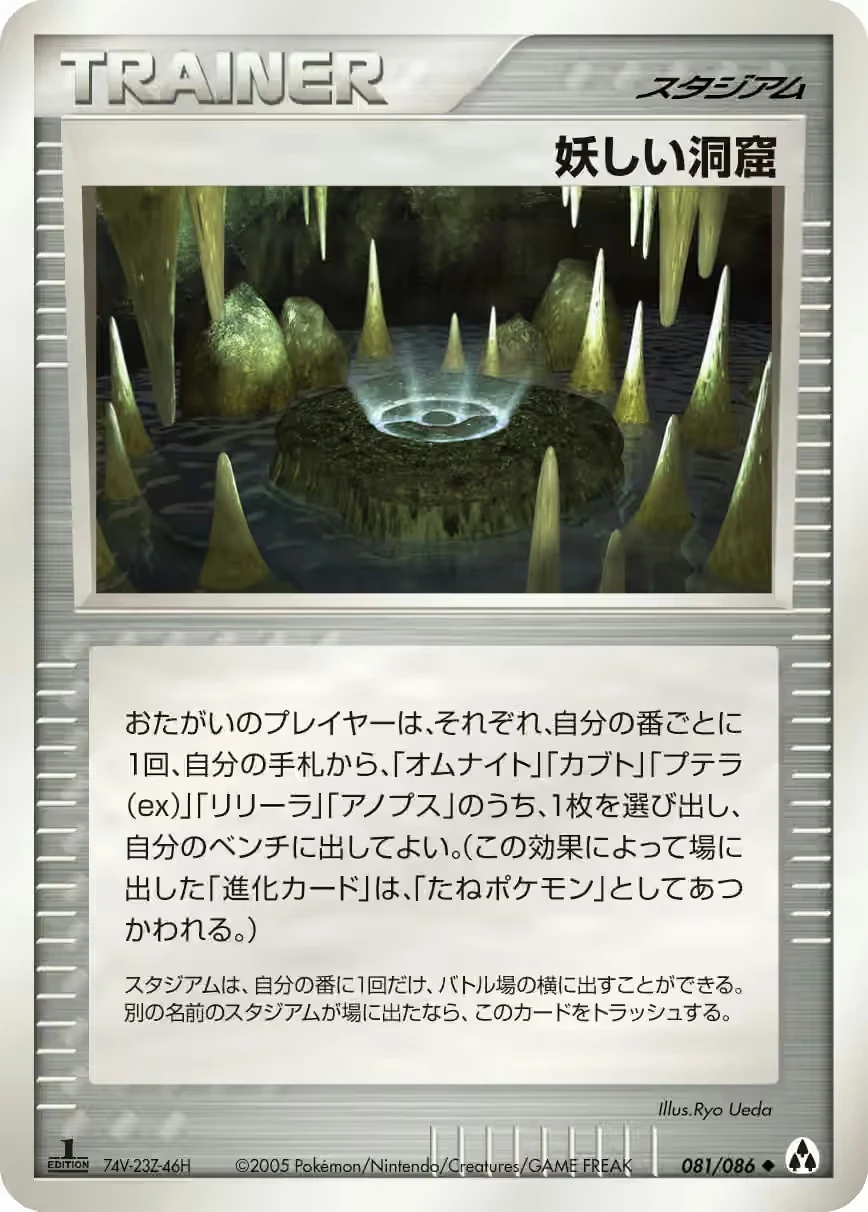 TRAINER
スタジアム
妖しい洞窟
おたがいのプレイヤーは、それぞれ、自分の番ごとに
1回、自分の手札から、「オムナイト」「カブト」「プテラ
(ex)」「リリーラ」「アノプス」のうち、1枚を選び出し、
自分のベンチに出してよい。(この効果によって場に
出した「進化カード」は、「たねポケモン」としてあつ
かわれる。)
スタジアムは、自分の番に1回だけ、バトル場の横に出すことができる。
別の名前のスタジアムが場に出たなら、このカードをトラッシュする。
Illus.Ryo Ueda
1 EDITION 74V-23Z-46H ©2005 Pokémon/Nintendo/Creatures/GAME FREAK 081/086 ◆